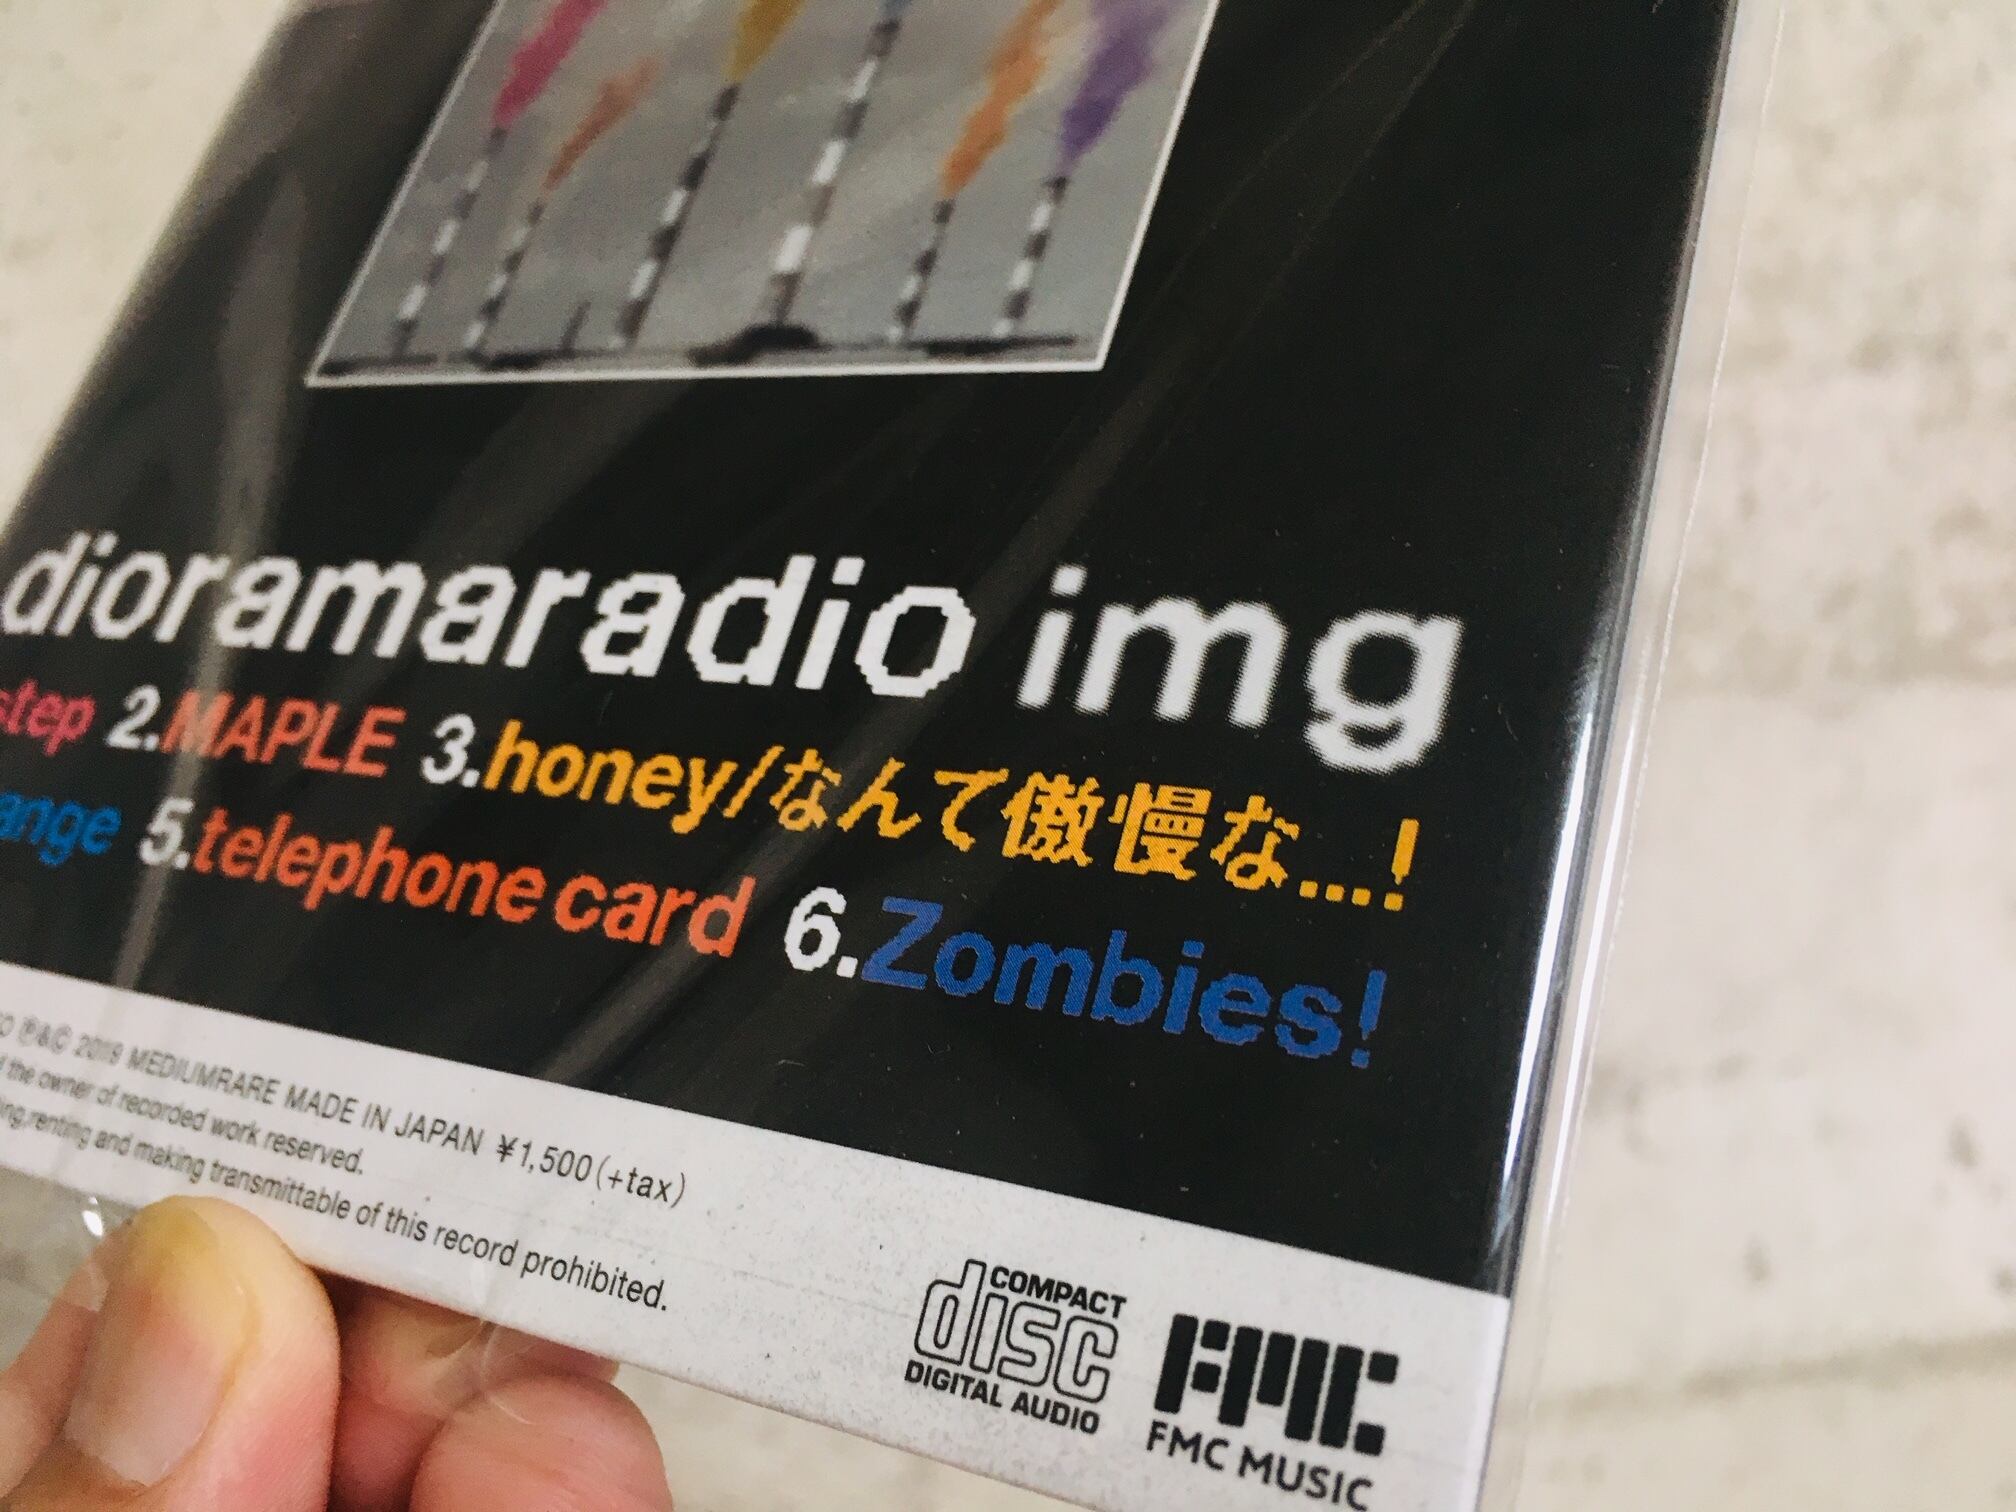 dioramaradio img
step 2.MAPLE 3.honey/なんて傲慢な...!
ange 5.telephone card 6.Zombies!
Ⓟ&© 2019 MEDIUMRARE MADE IN JAPAN ¥1,500(+tax)
the owner of recorded work reserved.
renting and making transmittable of this record prohibited.
COMPACT
disc
DIGITAL AUDIO
FMC
FMC MUSIC